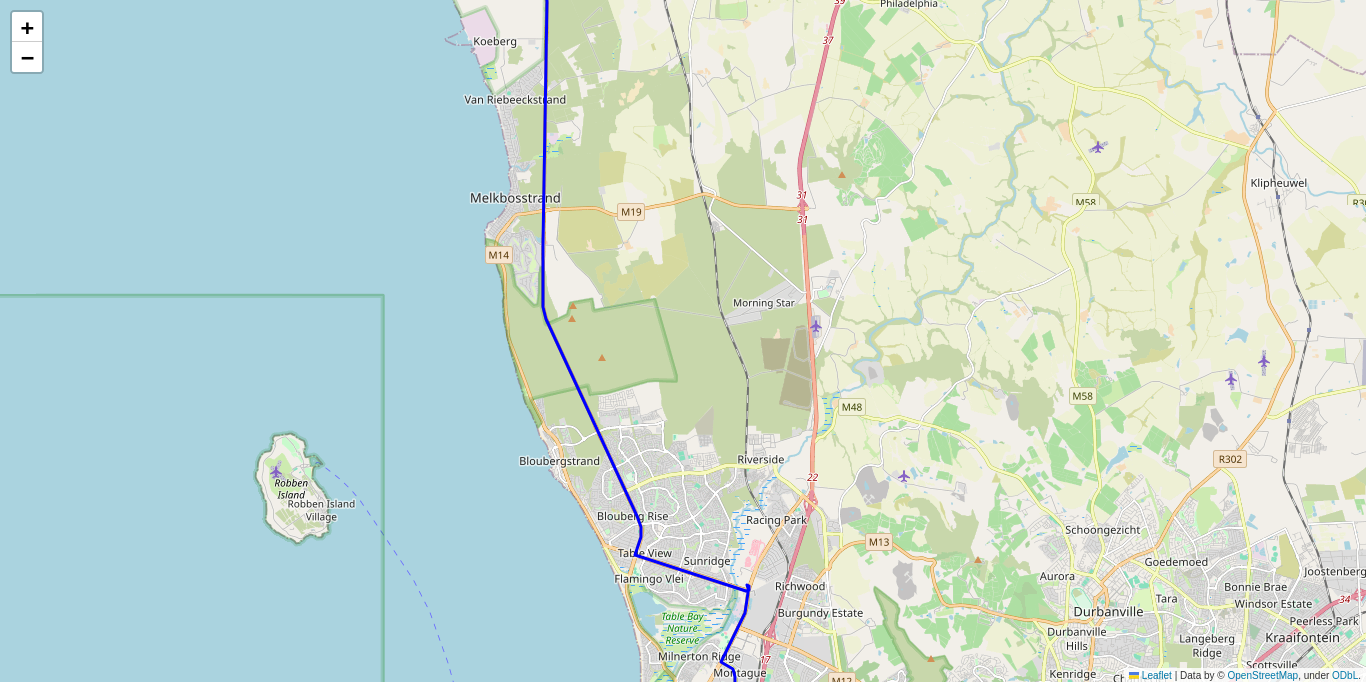 +
−
39
Philadelphia
37
Koeberg
Van Riebeeckstrand
M58
Klipheuwel
31
Melkbosstrand
M19
31
M14
Morning Star
M58
M48
Bloubergstrand
Riverside
R302
22
Robben
Island
Robben Island
Village
Blouberg Rise
Racing Park
Schoongezicht
M13
Table View
Sunridge
Goedemoed
Flamingo Vlei
Richwood
Aurora
Bonnie Brae
Joostenberg
Tara
Windsor Estate
34
Table Bay
Nature
Reserve
Burgundy Estate
Durbanville
Peerless Park
Durbanville
Hills
Langeberg
Ridge
Kraaifontein
Milnerton Ridge
17
Montague
M12
Kenridge
Scottsville
Leaflet | Data by © OpenStreetMap, under ODbL.